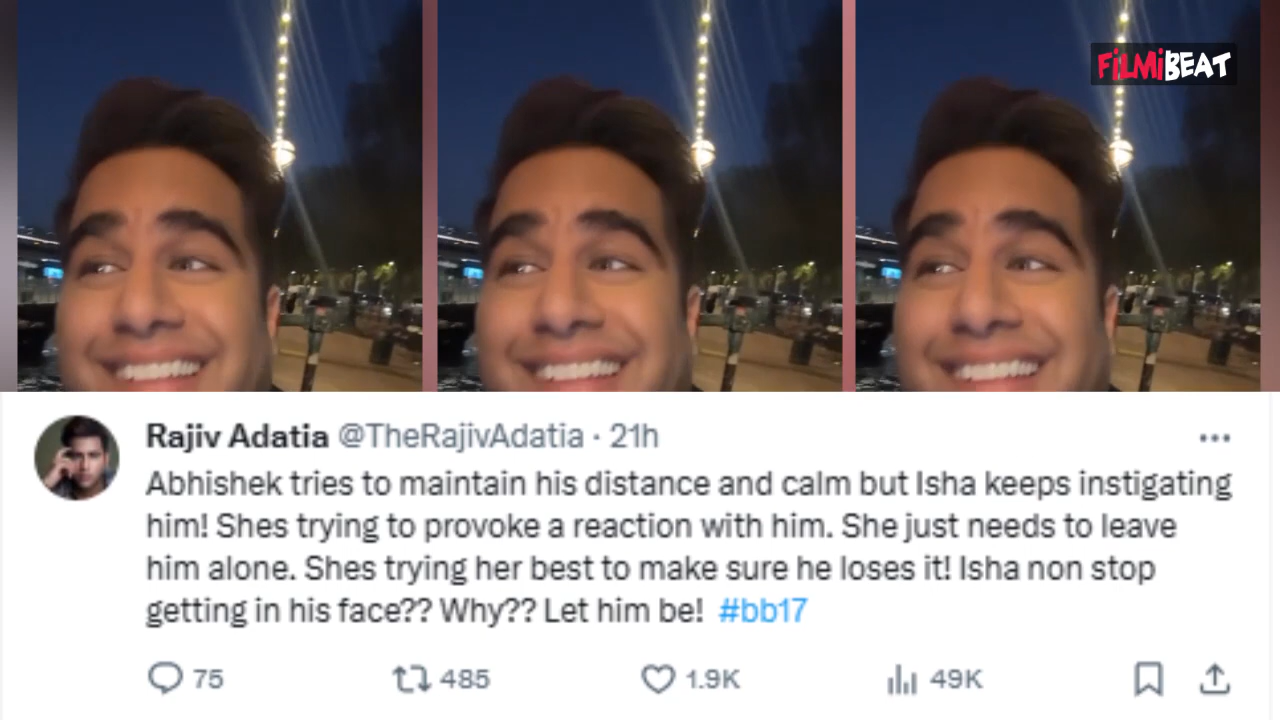 FiLMiBEAT
Rajiv Adatia @TheRajivAdatia · 21h
Abhishek tries to maintain his distance and calm but Isha keeps instigating
him! Shes trying to provoke a reaction with him. She just needs to leave
him alone. Shes trying her best to make sure he loses it! Isha non stop
getting in his face?? Why?? Let him be! #bb17
75 485 1.9K 49K